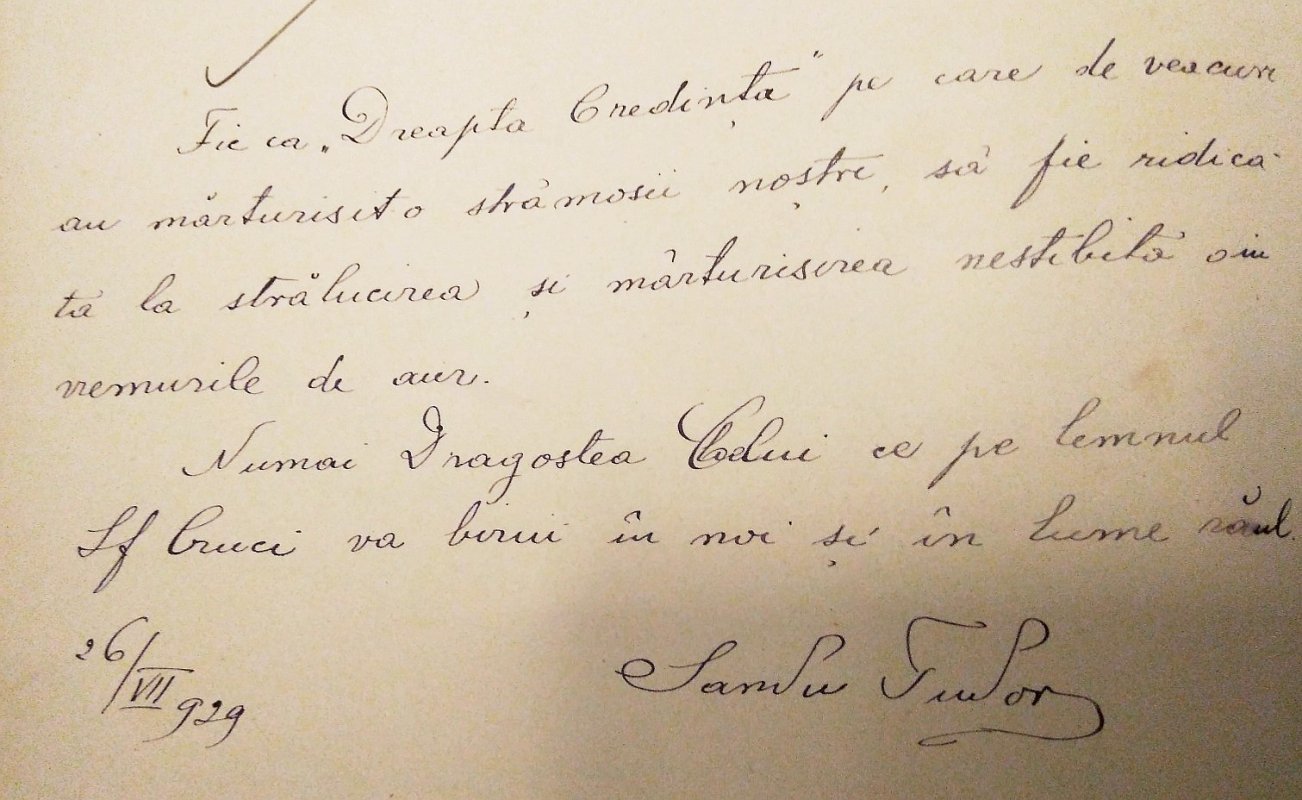 Fie ca „Dreapta Credință" pe care de veacuri
au mărturisit o strămosii noștri, să fie ridica
tă la strălucirea și mărturisirea nestibită din
vremurile de aur.
Numai Dragostea Celui ce pe lemnul
Sf Cruci va birui în noi și în lume răul.
26/VII 929
Sandu Tudor